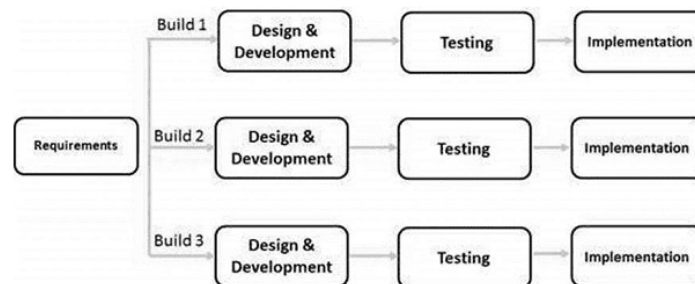 Build 1
Design &
Development
Testing
Implementation
Requirements
Build 2
Design &
Development
Testing
Implementation
Build 3
Design &
Development
Testing
Implementation